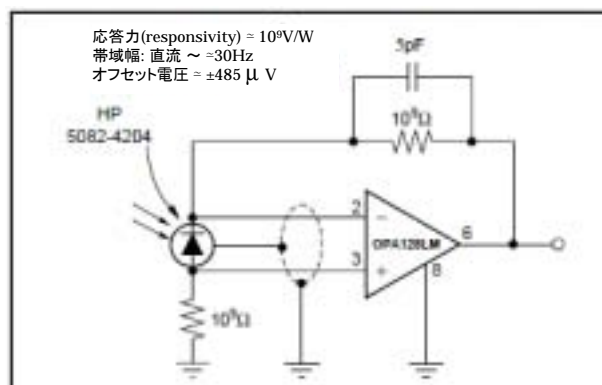 応答力(responsivity) ≈ 10⁹V/W
帯域幅: 直流 ～ ≈30Hz
オフセット電圧 ≈ ±485 μ V
5pF
10⁹Ω
HP
5082-4204
2
3
6
8
−
+
OPA128LM
10⁹Ω